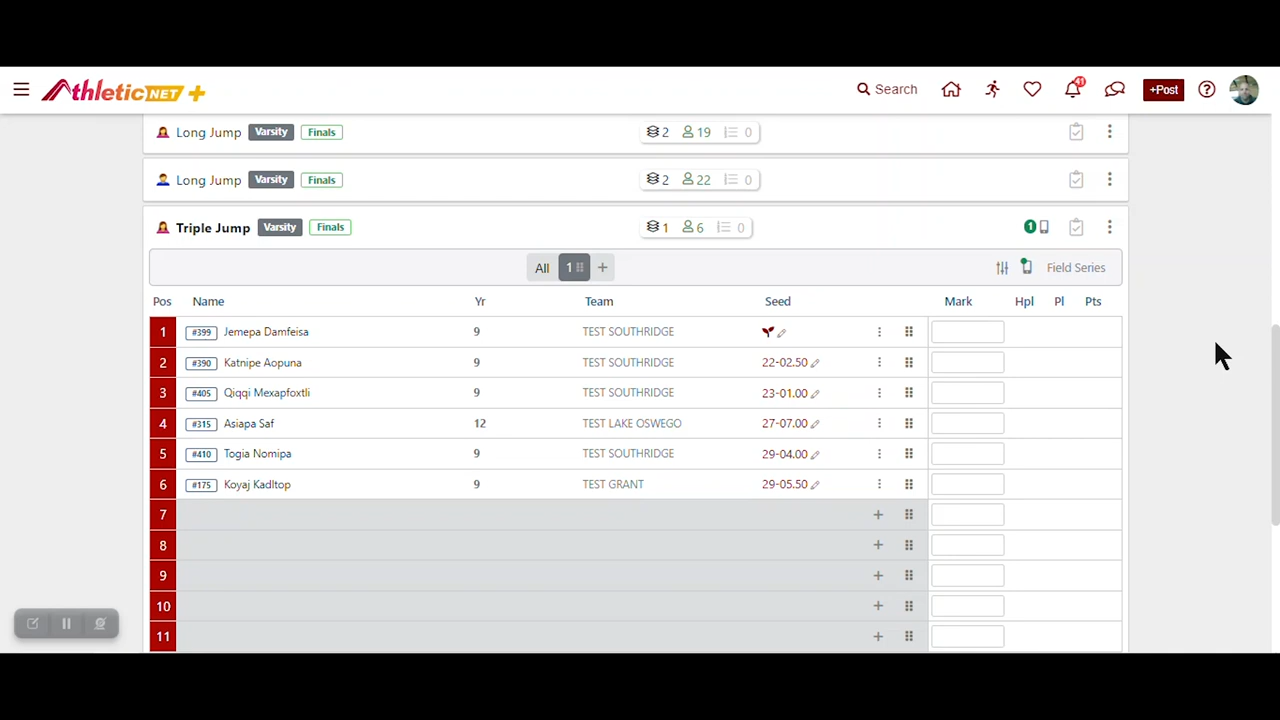 AthleticNET + Search 41 +Post
Long Jump Varsity Finals 2 19 0
Long Jump Varsity Finals 2 22 0
Triple Jump Varsity Finals 1 6 0 1
All 1 + Field Series
Pos Name Yr Team Seed Mark Hpl Pl Pts
1 #399 Jemepa Damfeisa 9 TEST SOUTHRIDGE
2 #390 Katnipe Aopuna 9 TEST SOUTHRIDGE 22-02.50
3 #405 Qiqqi Mexapfoxtli 9 TEST SOUTHRIDGE 23-01.00
4 #315 Asiapa Saf 12 TEST LAKE OSWEGO 27-07.00
5 #410 Togia Nomipa 9 TEST SOUTHRIDGE 29-04.00
6 #175 Koyaj Kadltop 9 TEST GRANT 29-05.50
7 +
8 +
9 +
10 +
11 +